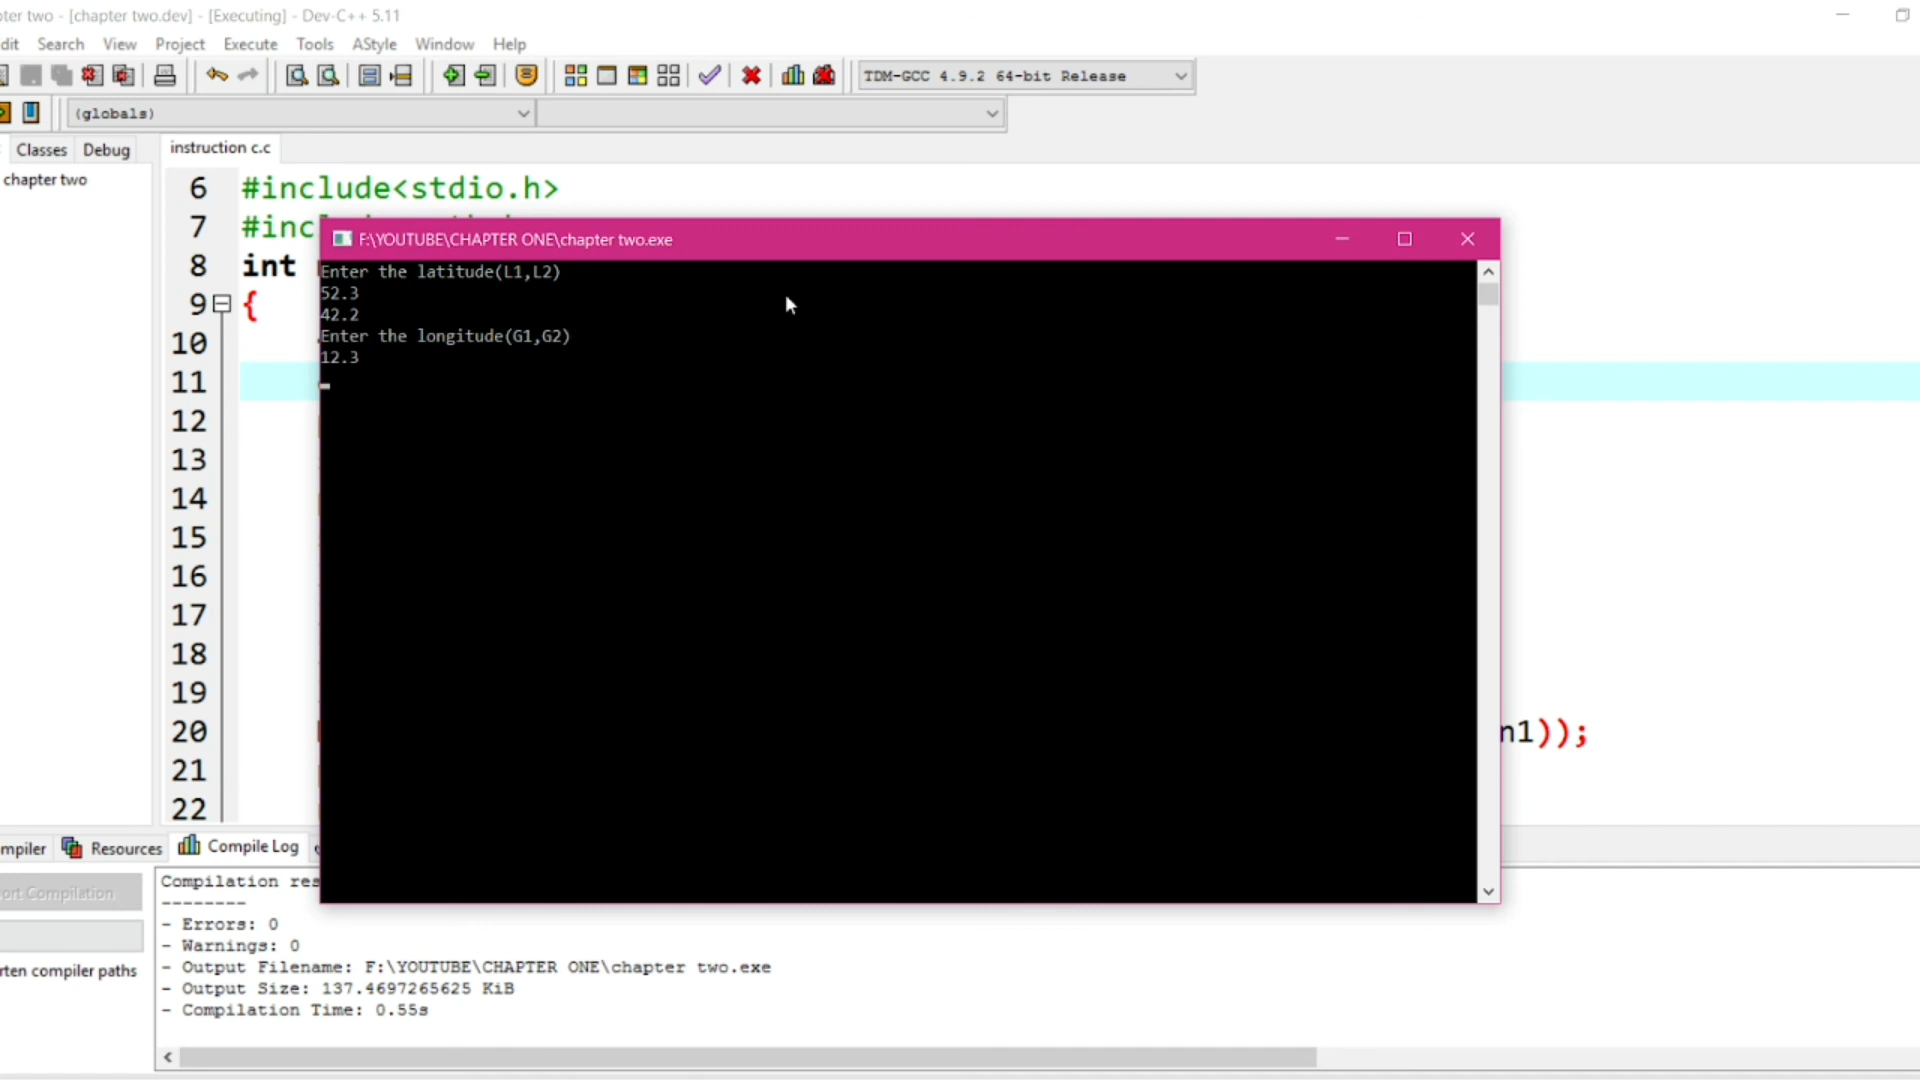 ter two - [chapter two.dev] - [Executing] - Dev-C++ 5.11
dit Search View Project Execute Tools AStyle Window Help
TDM-GCC 4.9.2 64-bit Release
(globals)
Classes Debug
instruction c.c
chapter two
6 #include<stdio.h>
7 #inc
8 int
9 {
10
11
12
13
14
15
16
17
18
19
20 n1));
21
22
F:\YOUTUBE\CHAPTER ONE\chapter two.exe
Enter the latitude(L1,L2)
52.3
42.2
Enter the longitude(G1,G2)
12.3
mpiler Resources Compile Log
ort Compilation
rten compiler paths
Compilation res
--------
- Errors: 0
- Warnings: 0
- Output Filename: F:\YOUTUBE\CHAPTER ONE\chapter two.exe
- Output Size: 137.4697265625 KiB
- Compilation Time: 0.55s